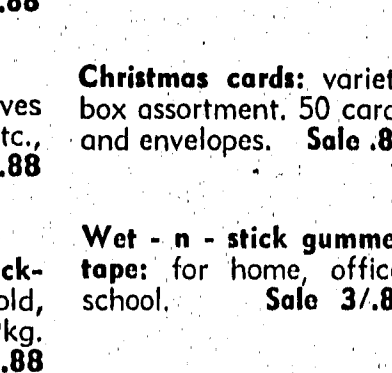 .88
ves
tc.,
.88
ck-
old,
kg.
.88
Christmas cards: variet
box assortment. 50 card
and envelopes. Sale .8
Wet - n - stick gumme
tape: for home, offic
school. Sale 3/.8